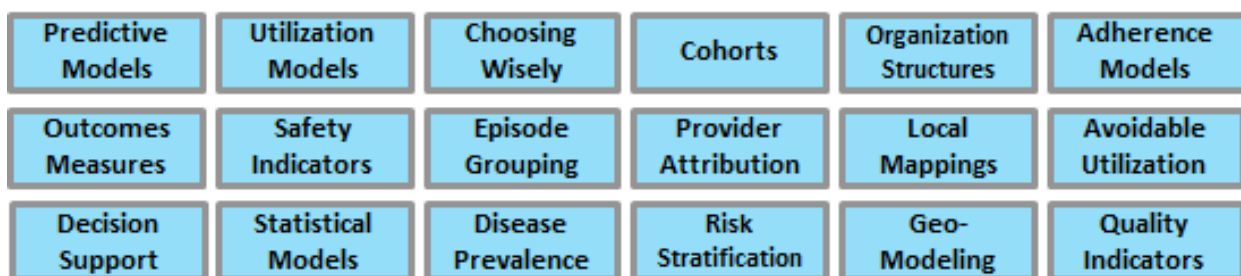 Predictive
Models
Utilization
Models
Choosing
Wisely
Cohorts
Organization
Structures
Adherence
Models
Outcomes
Measures
Safety
Indicators
Episode
Grouping
Provider
Attribution
Local
Mappings
Avoidable
Utilization
Decision
Support
Statistical
Models
Disease
Prevalence
Risk
Stratification
Geo-
Modeling
Quality
Indicators